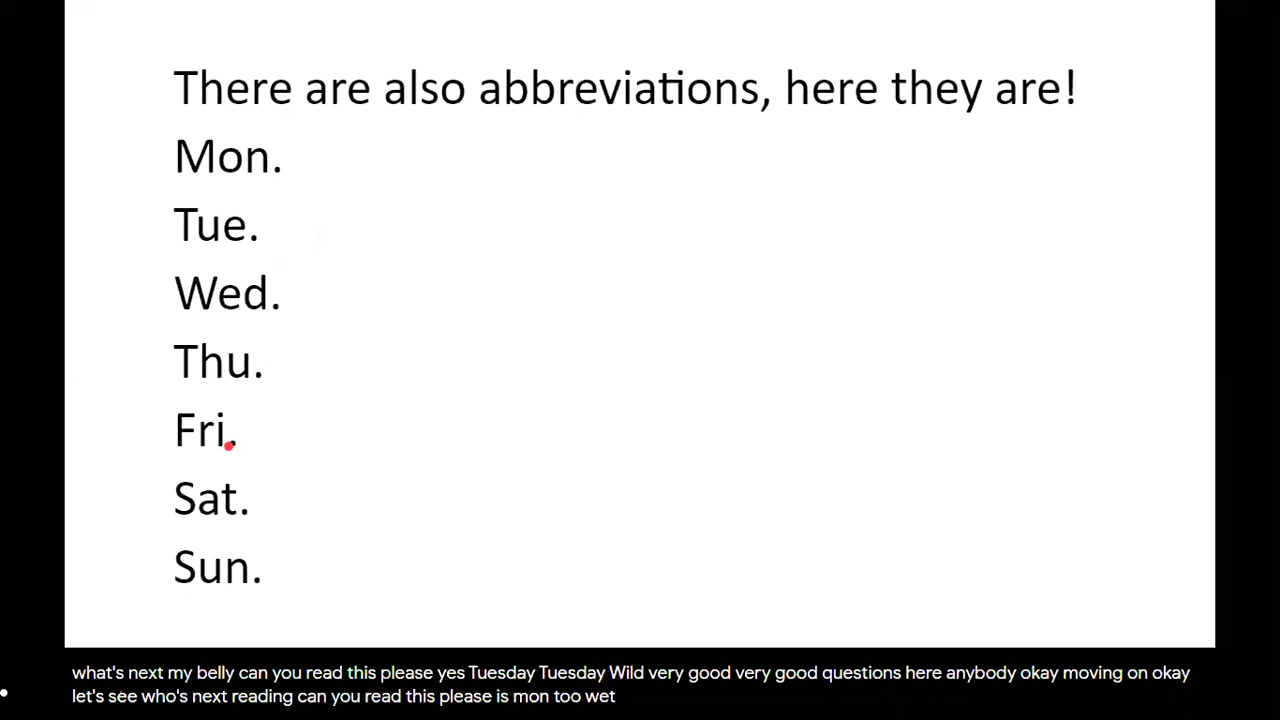 There are also abbreviations, here they are!
Mon.
Tue.
Wed.
Thu.
Fri.
Sat.
Sun.
what's next my belly can you read this please yes Tuesday Tuesday Wild very good very good questions here anybody okay moving on okay
let's see who's next reading can you read this please is mon too wet